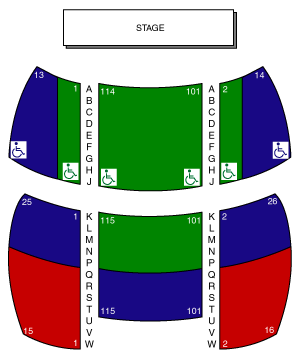 STAGE
13 1 A 114 101 A 2 14
B B
C C
D D
E E
F F
G G
H H
J J
25 26
1 K 115 101 K 2
L L
M M
N N
P P
Q Q
R R
S S
T 115 101 T
U U
15 V V 16
1 W W 2